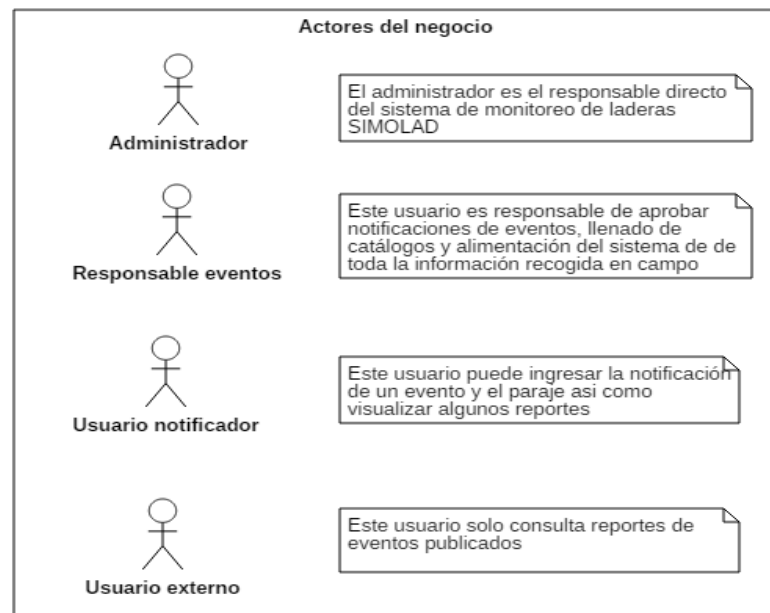 Actores del negocio
El administrador es el responsable directo
del sistema de monitoreo de laderas
SIMOLAD
Administrador
Este usuario es responsable de aprobar
notificaciones de eventos, llenado de
catálogos y alimentación del sistema de de
toda la información recogida en campo
Responsable eventos
Este usuario puede ingresar la notificación
de un evento y el paraje asi como
visualizar algunos reportes
Usuario notificador
Este usuario solo consulta reportes de
eventos publicados
Usuario externo